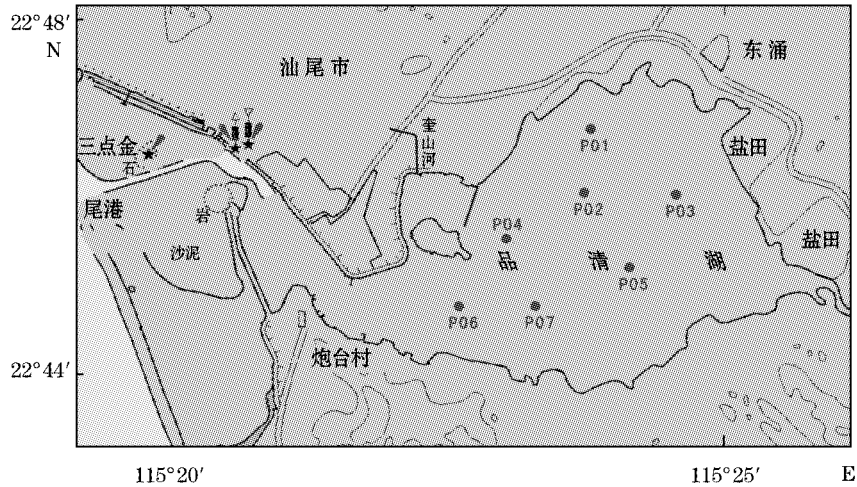 22°48′
N
汕尾市
东涌
奎山河
三点金
石
P01
盐田
P02
P03
尾港
岩
P04
沙泥
品清湖
盐田
P05
P06
P07
炮台村
22°44′
115°20′
115°25′
E